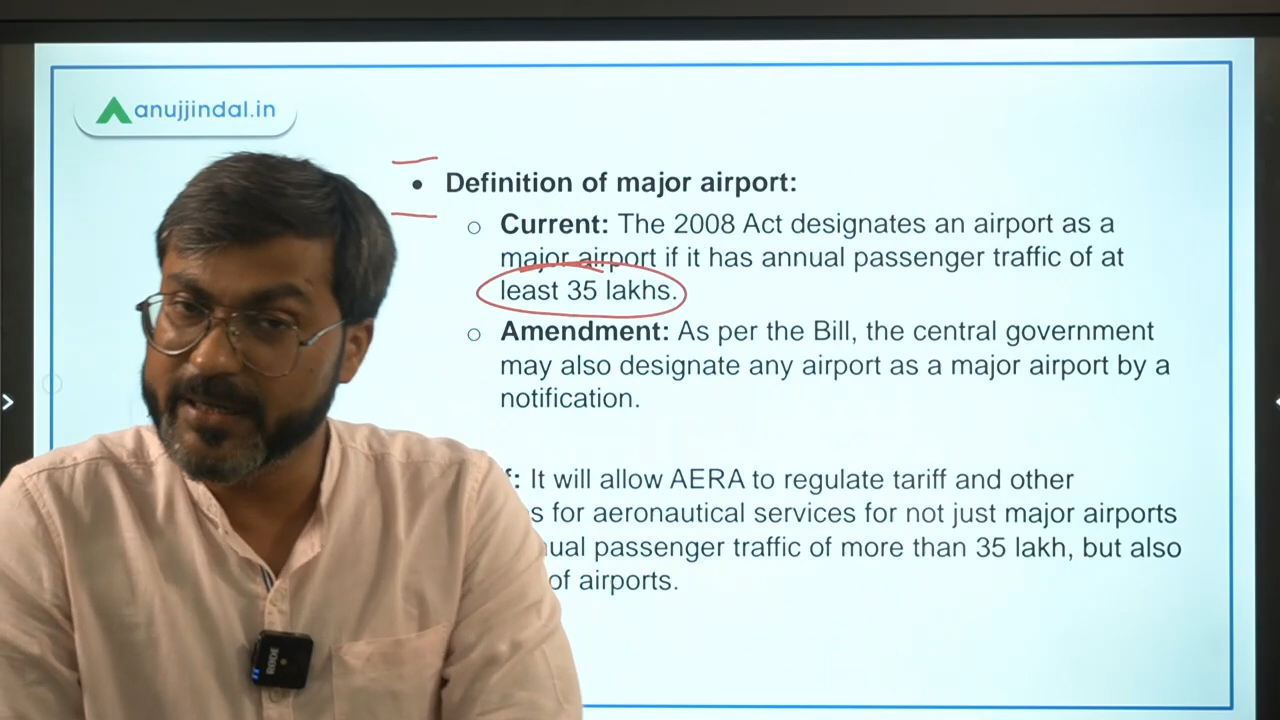 anujjindal.in
• Definition of major airport:
○ Current: The 2008 Act designates an airport as a
major airport if it has annual passenger traffic of at
least 35 lakhs.
○ Amendment: As per the Bill, the central government
may also designate any airport as a major airport by a
notification.
: It will allow AERA to regulate tariff and other
for aeronautical services for not just major airports
passenger traffic of more than 35 lakh, but also
of airports.
RODE